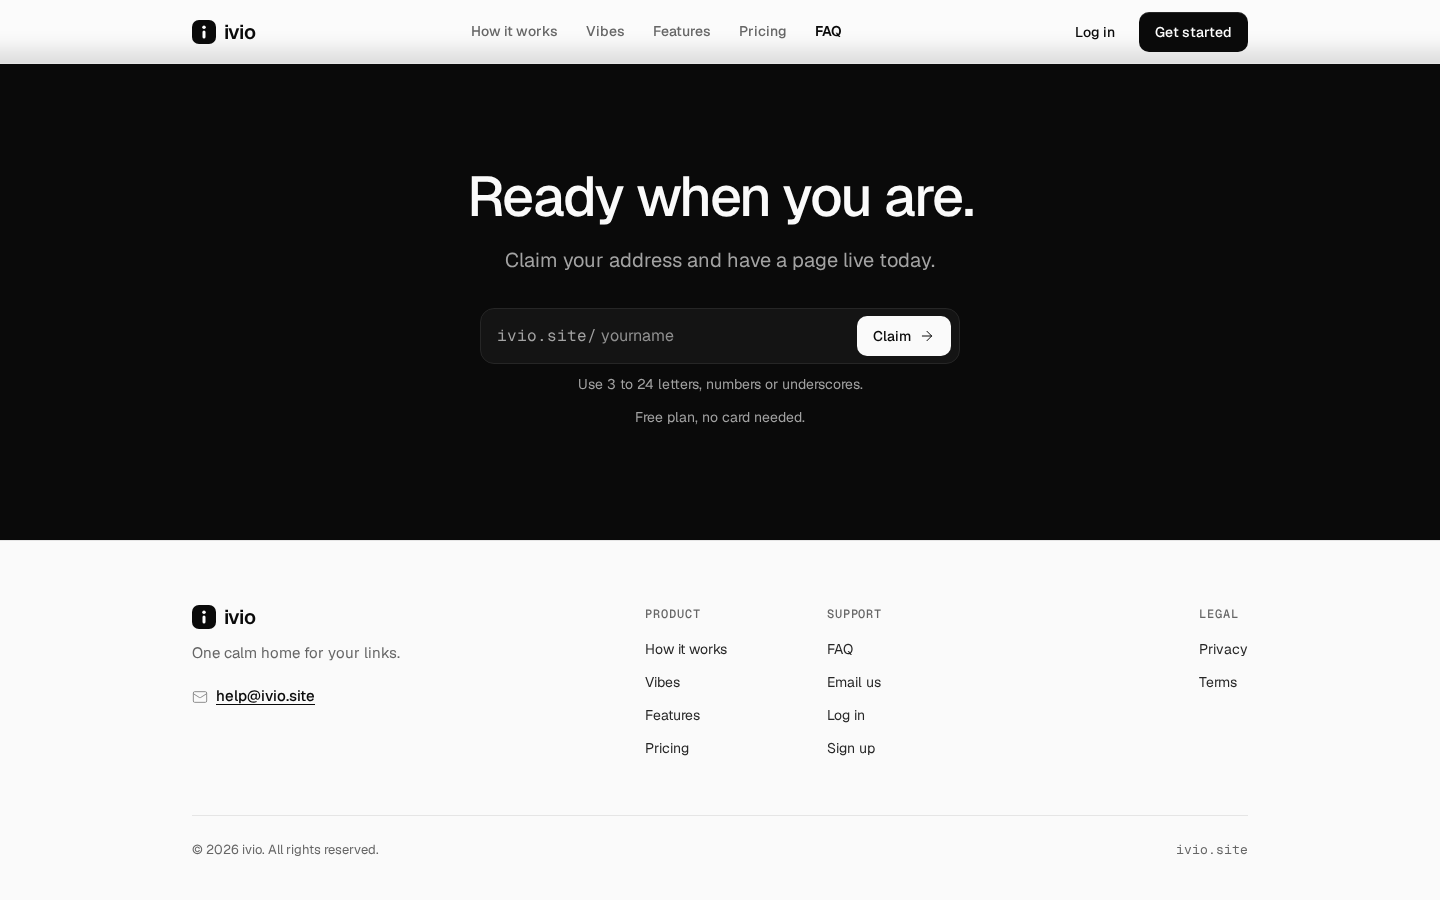 ivio
How it works
Vibes
Features
Pricing
FAQ
Log in
Get started
Ready when you are.
Claim your address and have a page live today.
ivio.site/ yourname
Claim
Use 3 to 24 letters, numbers or underscores.
Free plan, no card needed.
ivio
One calm home for your links.
help@ivio.site
PRODUCT
How it works
Vibes
Features
Pricing
SUPPORT
FAQ
Email us
Log in
Sign up
LEGAL
Privacy
Terms
© 2026 ivio. All rights reserved.
ivio.site